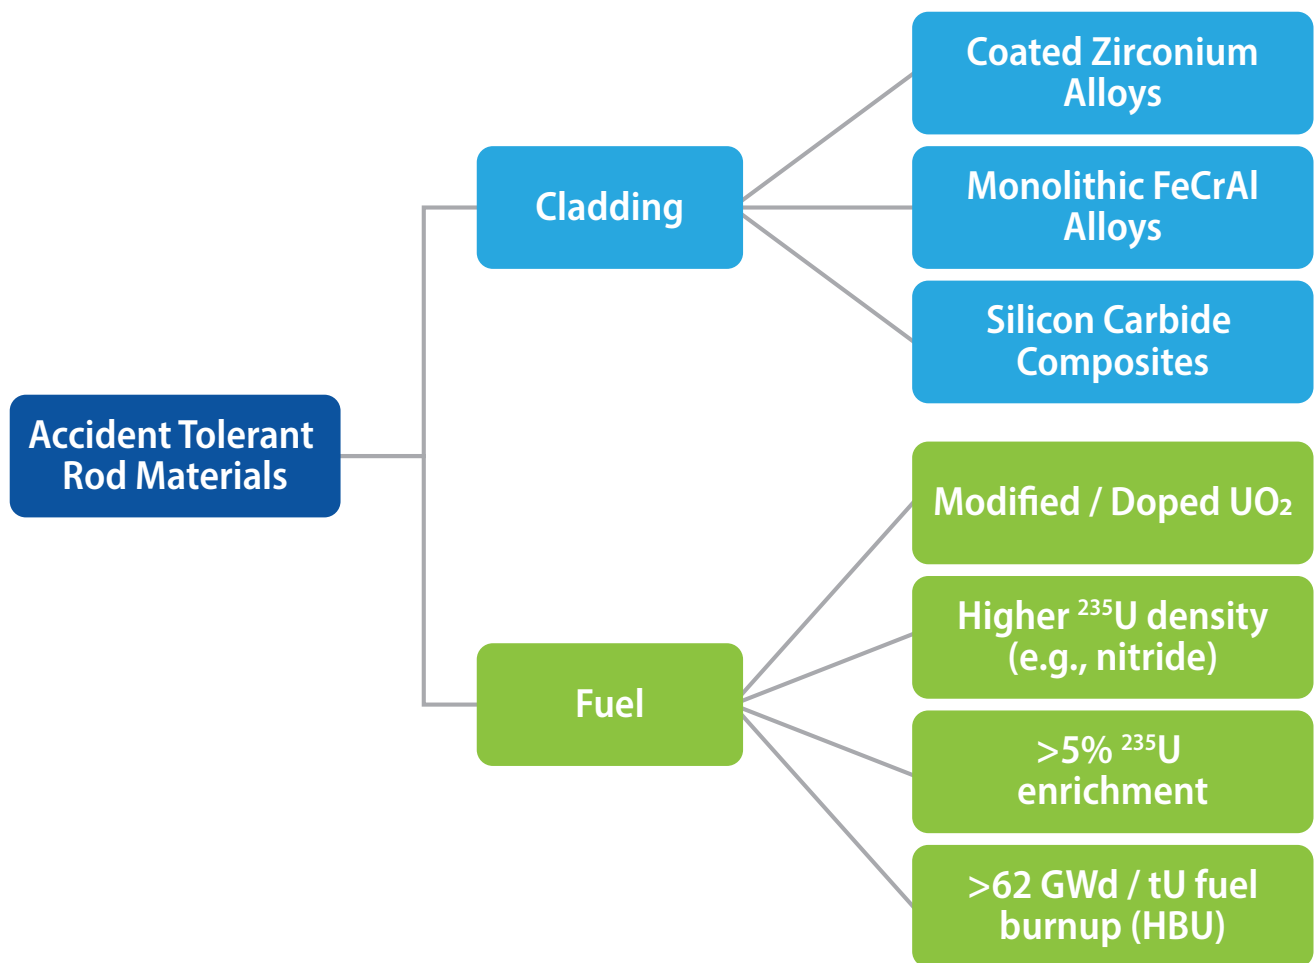 Accident Tolerant
Rod Materials
Cladding
Coated Zirconium
Alloys
Monolithic FeCrAl
Alloys
Silicon Carbide
Composites
Fuel
Modified / Doped UO₂
Higher ²³⁵U density
(e.g., nitride)
>5% ²³⁵U
enrichment
>62 GWd / tU fuel
burnup (HBU)